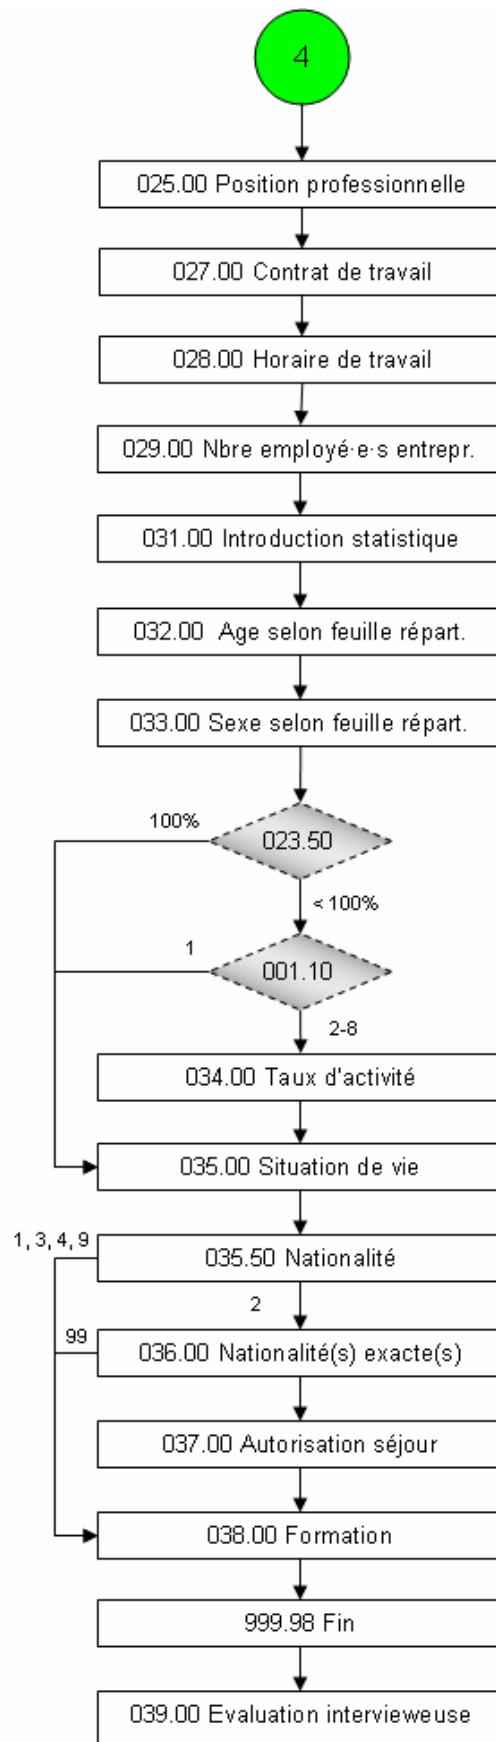 4
025.00 Position professionnelle
027.00 Contrat de travail
028.00 Horaire de travail
029.00 Nbre employé·e·s entrepr.
031.00 Introduction statistique
032.00 Age selon feuille répart.
033.00 Sexe selon feuille répart.
100%
023.50
< 100%
1
001.10
2-8
034.00 Taux d'activité
035.00 Situation de vie
1, 3, 4, 9
035.50 Nationalité
2
99
036.00 Nationalité(s) exacte(s)
037.00 Autorisation séjour
038.00 Formation
999.98 Fin
039.00 Evaluation intervieweuse